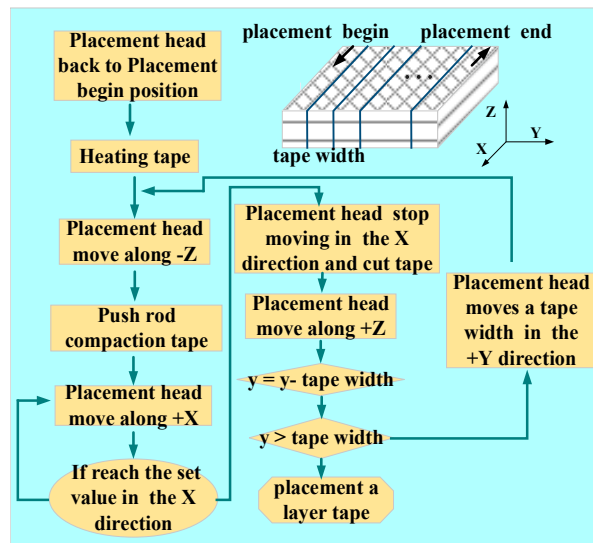 Placement head
back to Placement
begin position
Heating tape
Placement head
move along -Z
Push rod
compaction tape
Placement head
move along +X
If reach the set
value in the X
direction
placement begin
placement end
tape width
Z
Y
X
Placement head stop
moving in the X
direction and cut tape
Placement head
move along +Z
y = y- tape width
y > tape width
placement a
layer tape
Placement head
moves a tape
width in the
+Y direction